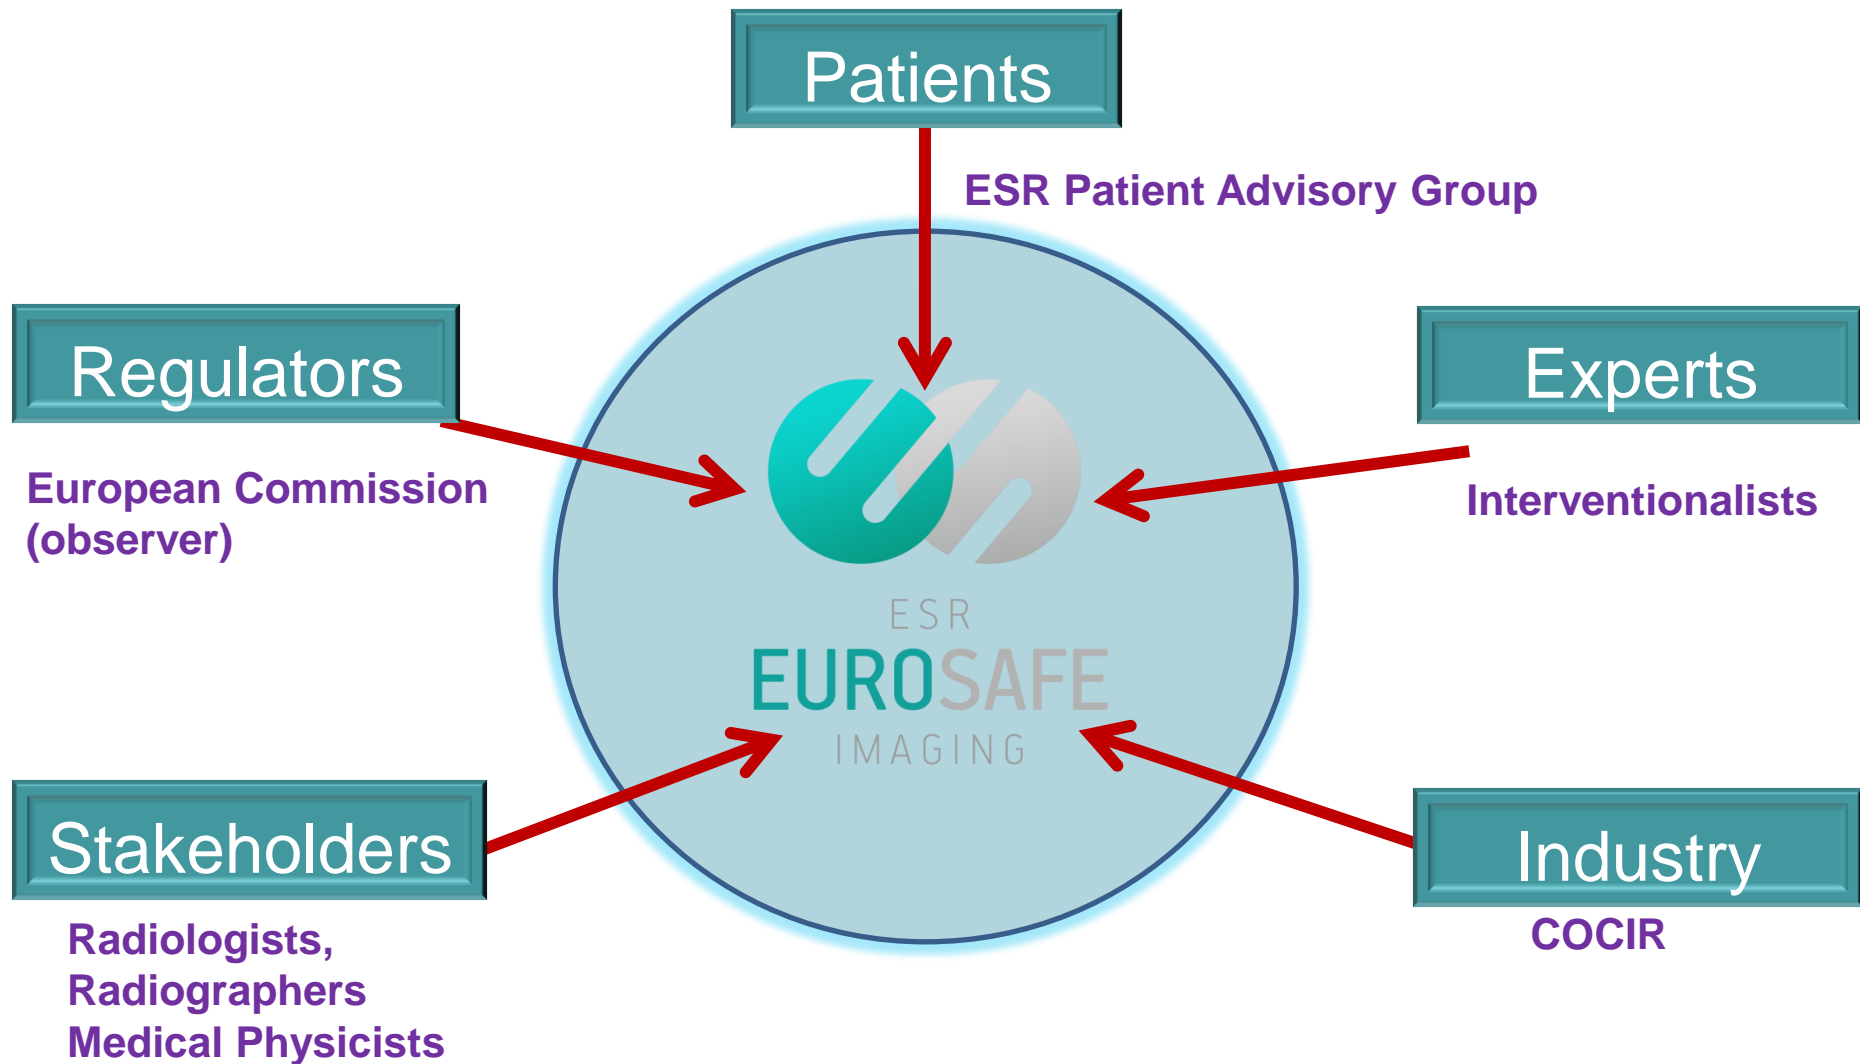 Patients
ESR Patient Advisory Group
Regulators
European Commission
(observer)
Experts
Interventionalists
ESR
EUROSAFE
IMAGING
Stakeholders
Radiologists,
Radiographers
Medical Physicists
Industry
COCIR